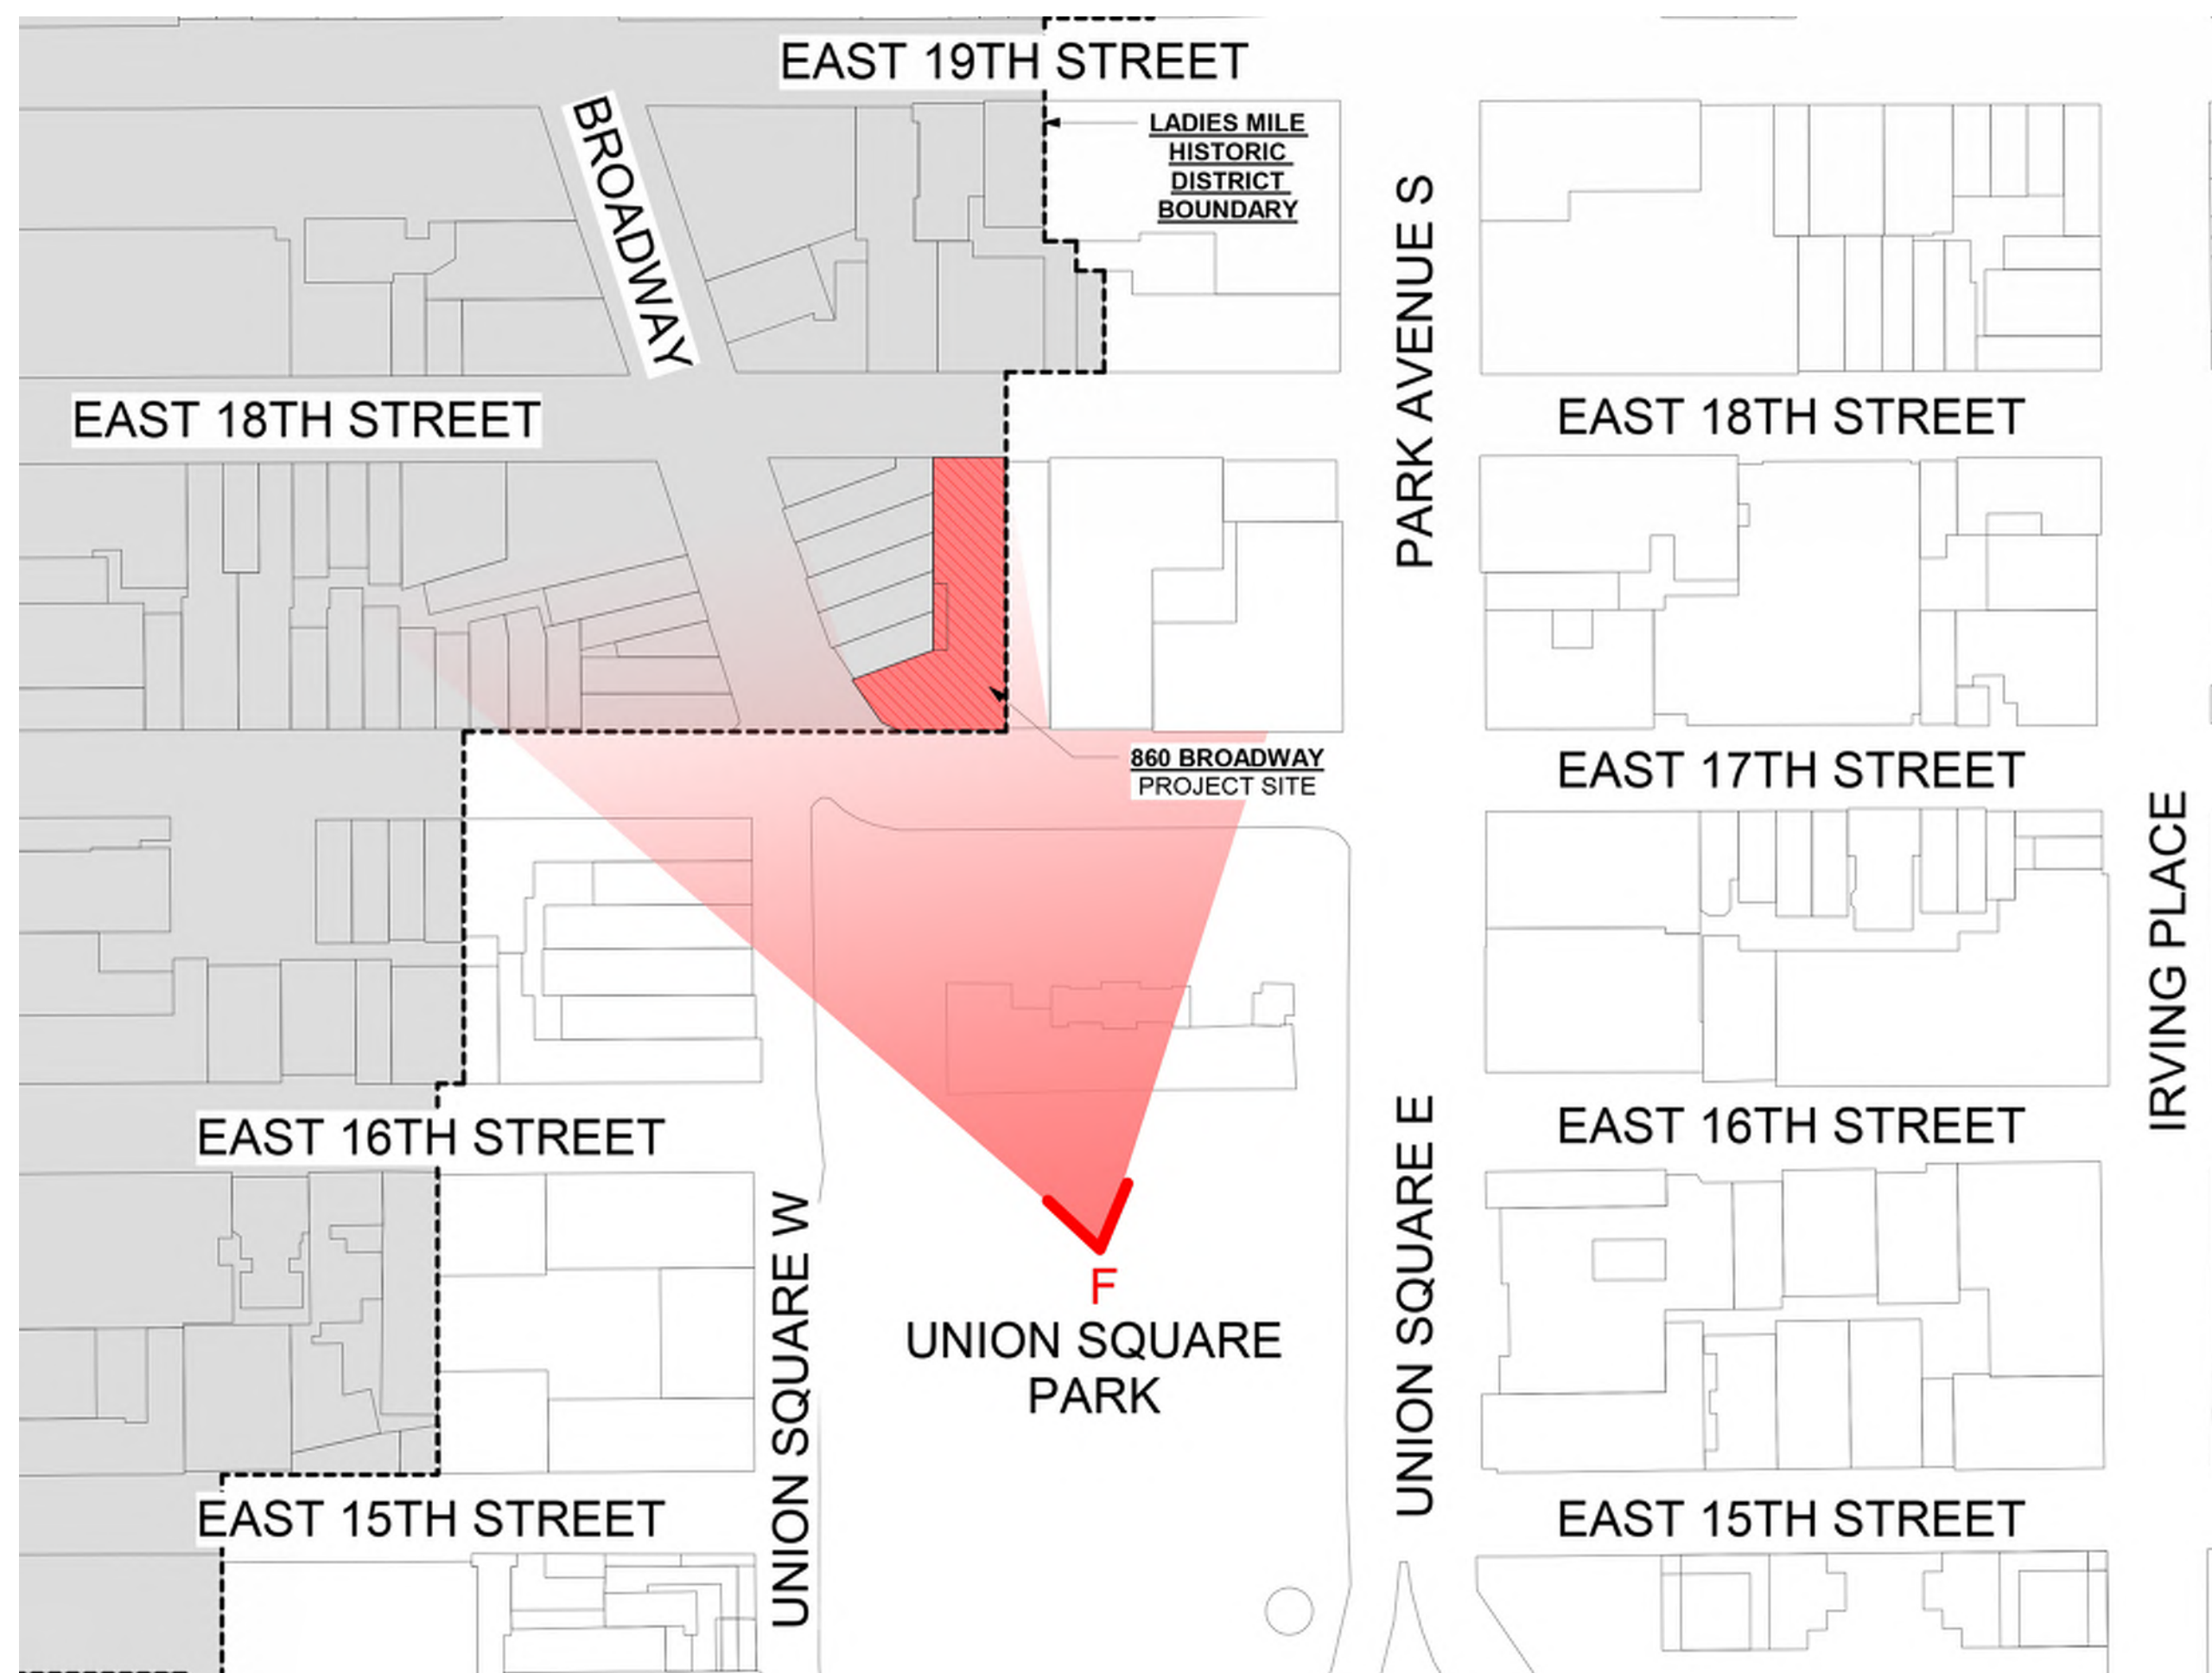 EAST 19TH STREET
BROADWAY
LADIES MILE
HISTORIC
DISTRICT
BOUNDARY
PARK AVENUE S
EAST 18TH STREET
EAST 18TH STREET
860 BROADWAY
PROJECT SITE
EAST 17TH STREET
IRVING PLACE
EAST 16TH STREET
EAST 16TH STREET
UNION SQUARE W
F
UNION SQUARE
PARK
UNION SQUARE E
EAST 15TH STREET
EAST 15TH STREET